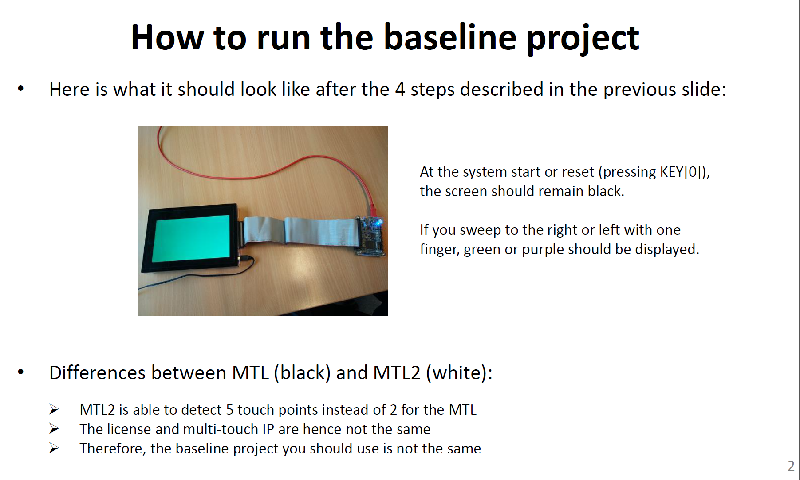 How to run the baseline project
• Here is what it should look like after the 4 steps described in the previous slide:
At the system start or reset (pressing KEY|0|),
the screen should remain black.
If you sweep to the right or left with one
finger, green or purple should be displayed.
• Differences between MTL (black) and MTL2 (white):
➢ MTL2 is able to detect 5 touch points instead of 2 for the MTL
➢ The license and multi-touch IP are hence not the same
➢ Therefore, the baseline project you should use is not the same
2